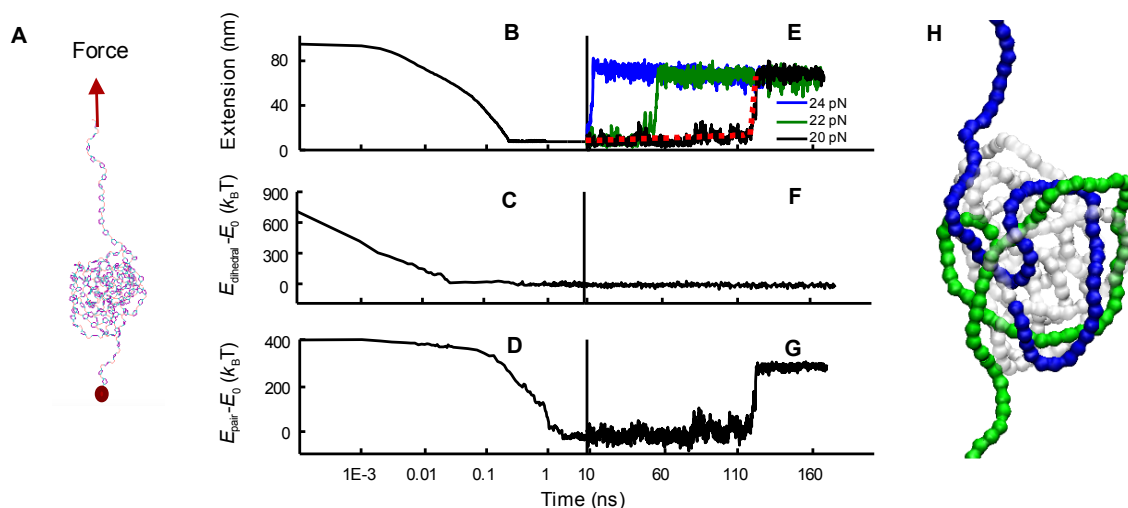 A
Force
B
E
H
Extension (nm)
80
40
0
24 pN
22 pN
20 pN
C
F
E_dihedral-E_0 (k_BT)
900
600
300
0
D
G
E_pair-E_0 (k_BT)
400
200
0
1E-3 0.01 0.1 1 10 60 110 160
Time (ns)